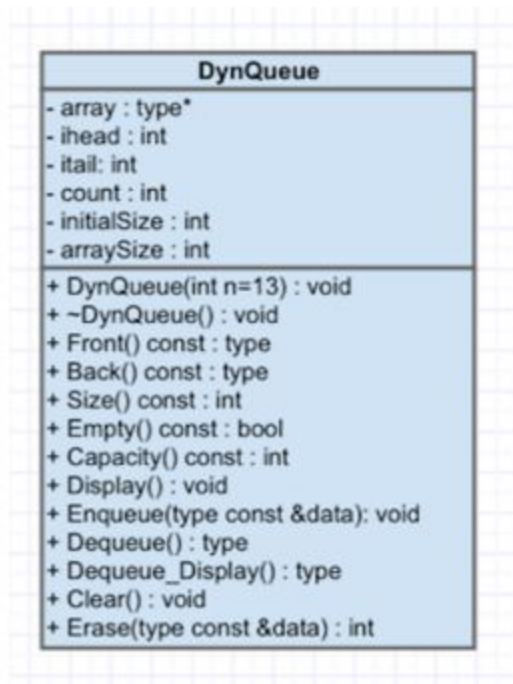 DynQueue
- array : type*
- ihead : int
- itail: int
- count : int
- initialSize : int
- arraySize : int
+ DynQueue(int n=13) : void
+ ~DynQueue() : void
+ Front() const : type
+ Back() const : type
+ Size() const : int
+ Empty() const : bool
+ Capacity() const : int
+ Display() : void
+ Enqueue(type const &data): void
+ Dequeue() : type
+ Dequeue_Display() : type
+ Clear() : void
+ Erase(type const &data) : int